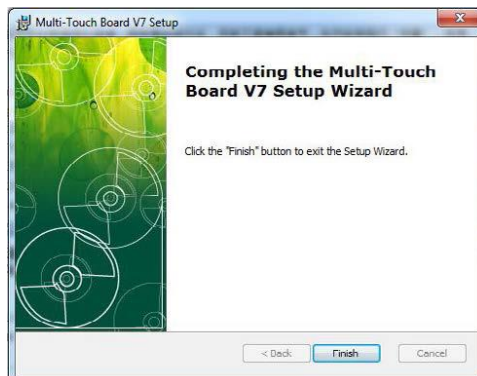 Multi-Touch Board V7 Setup
Completing the Multi-Touch
Board V7 Setup Wizard
Click the "Finish" button to exit the Setup Wizard.
< Back Finish Cancel